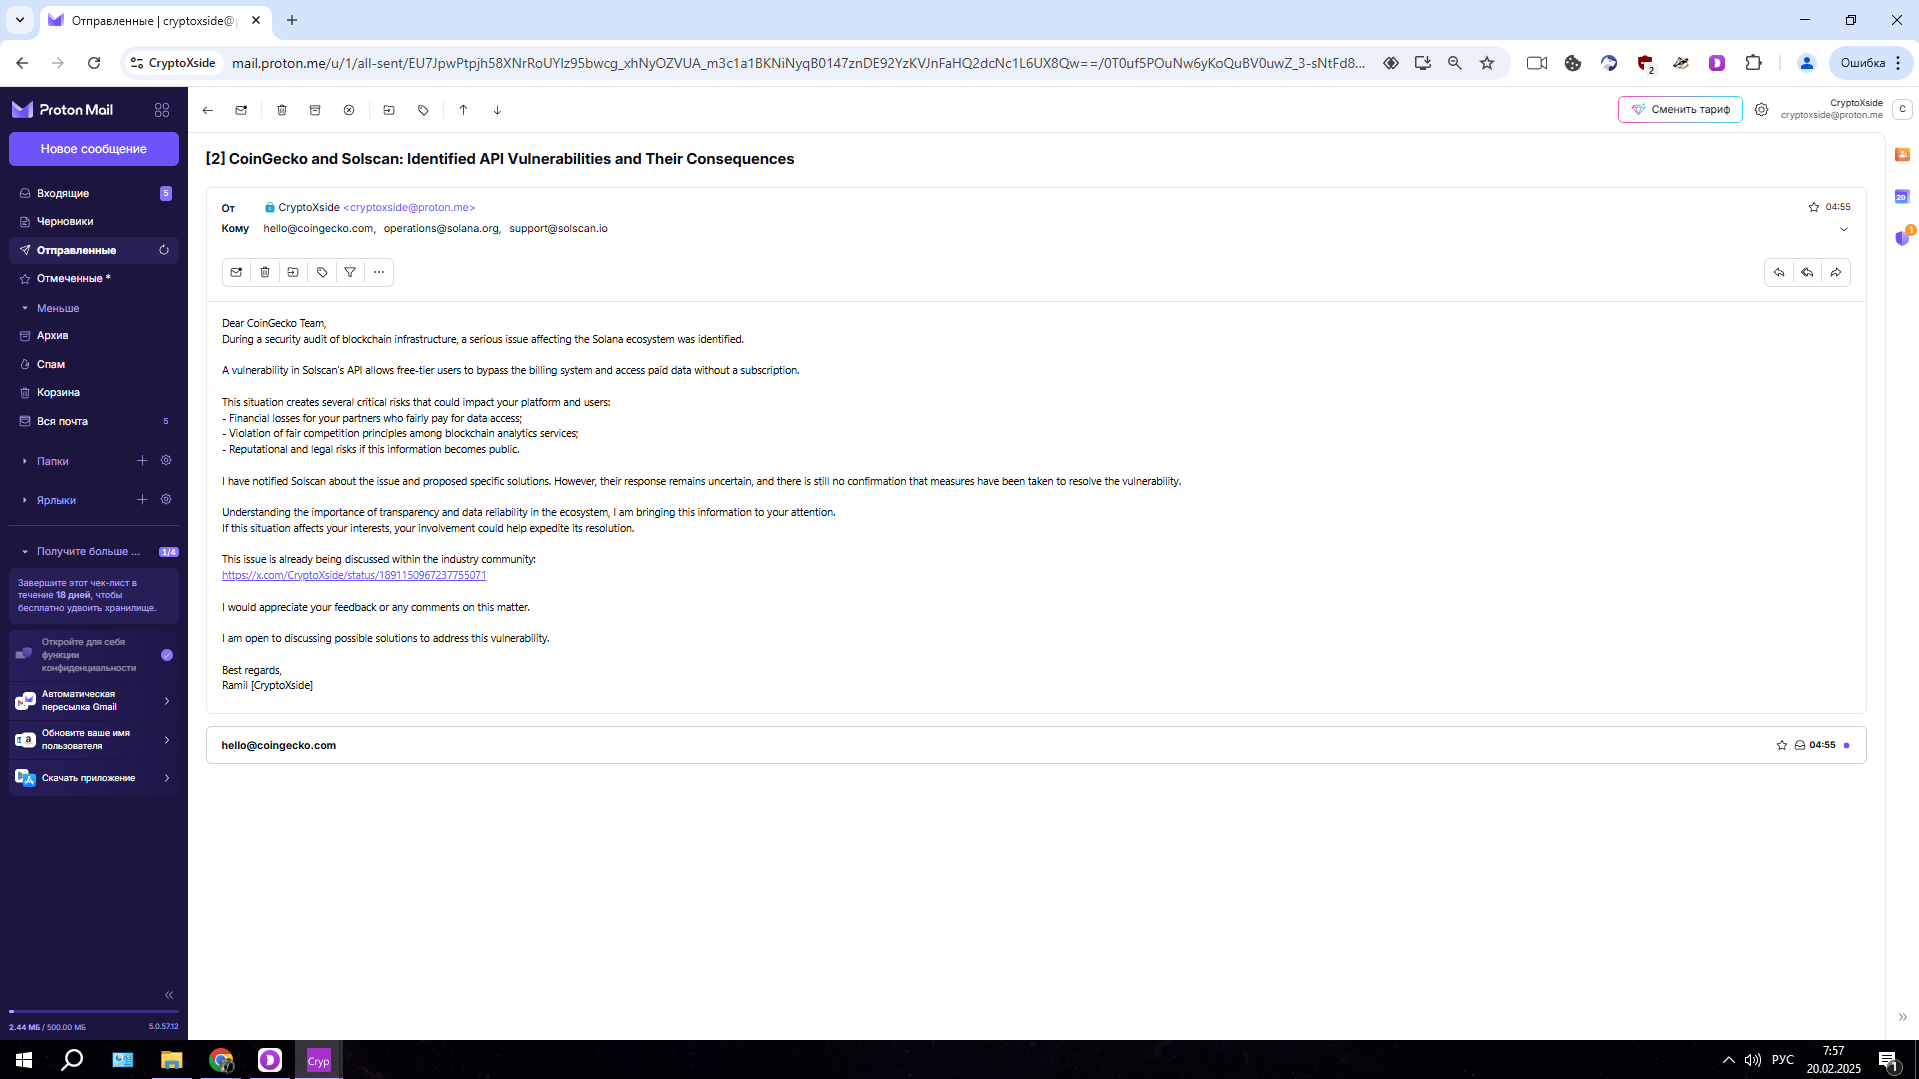 Отправленные | cryptoxside@p
CryptoXside
mail.proton.me/u/1/all-sent/
Ошибка
Proton Mail
Новое сообщение
Входящие 5
Черновики
Отправленные
Отмеченные *
Меньше
Архив
Спам
Корзина
Вся почта 5
Папки
Ярлыки
Получите больше ... 1/4
Завершите этот чек-лист в
течение 18 дней, чтобы
бесплатно удвоить хранилище.
Откройте для себя
функции
конфиденциальности
Автоматическая
пересылка Gmail
Обновите ваше имя
пользователя
Скачать приложение
2.44 МБ / 500.00 МБ 5.0.57.12
Сменить тариф
CryptoXside
cryptoxside@proton.me
C
[2] CoinGecko and Solscan: Identified API Vulnerabilities and Their Consequences
От CryptoXside <cryptoxside@proton.me> 04:55
Кому hello@coingecko.com, operations@solana.org, support@solscan.io
Dear CoinGecko Team,
During a security audit of blockchain infrastructure, a serious issue affecting the Solana ecosystem was identified.
A vulnerability in Solscan's API allows free-tier users to bypass the billing system and access paid data without a subscription.
This situation creates several critical risks that could impact your platform and users:
- Financial losses for your partners who fairly pay for data access;
- Violation of fair competition principles among blockchain analytics services;
- Reputational and legal risks if this information becomes public.
I have notified Solscan about the issue and proposed specific solutions. However, their response remains uncertain, and there is still no confirmation that measures have been taken to resolve the vulnerability.
Understanding the importance of transparency and data reliability in the ecosystem, I am bringing this information to your attention.
If this situation affects your interests, your involvement could help expedite its resolution.
This issue is already being discussed within the industry community:
https://x.com/CryptoXside/status/1891150967237755071
I would appreciate your feedback or any comments on this matter.
I am open to discussing possible solutions to address this vulnerability.
Best regards,
Ramil [CryptoXside]
hello@coingecko.com 04:55
20
1
2
Cryp
РУС
7:57
20.02.2025
1